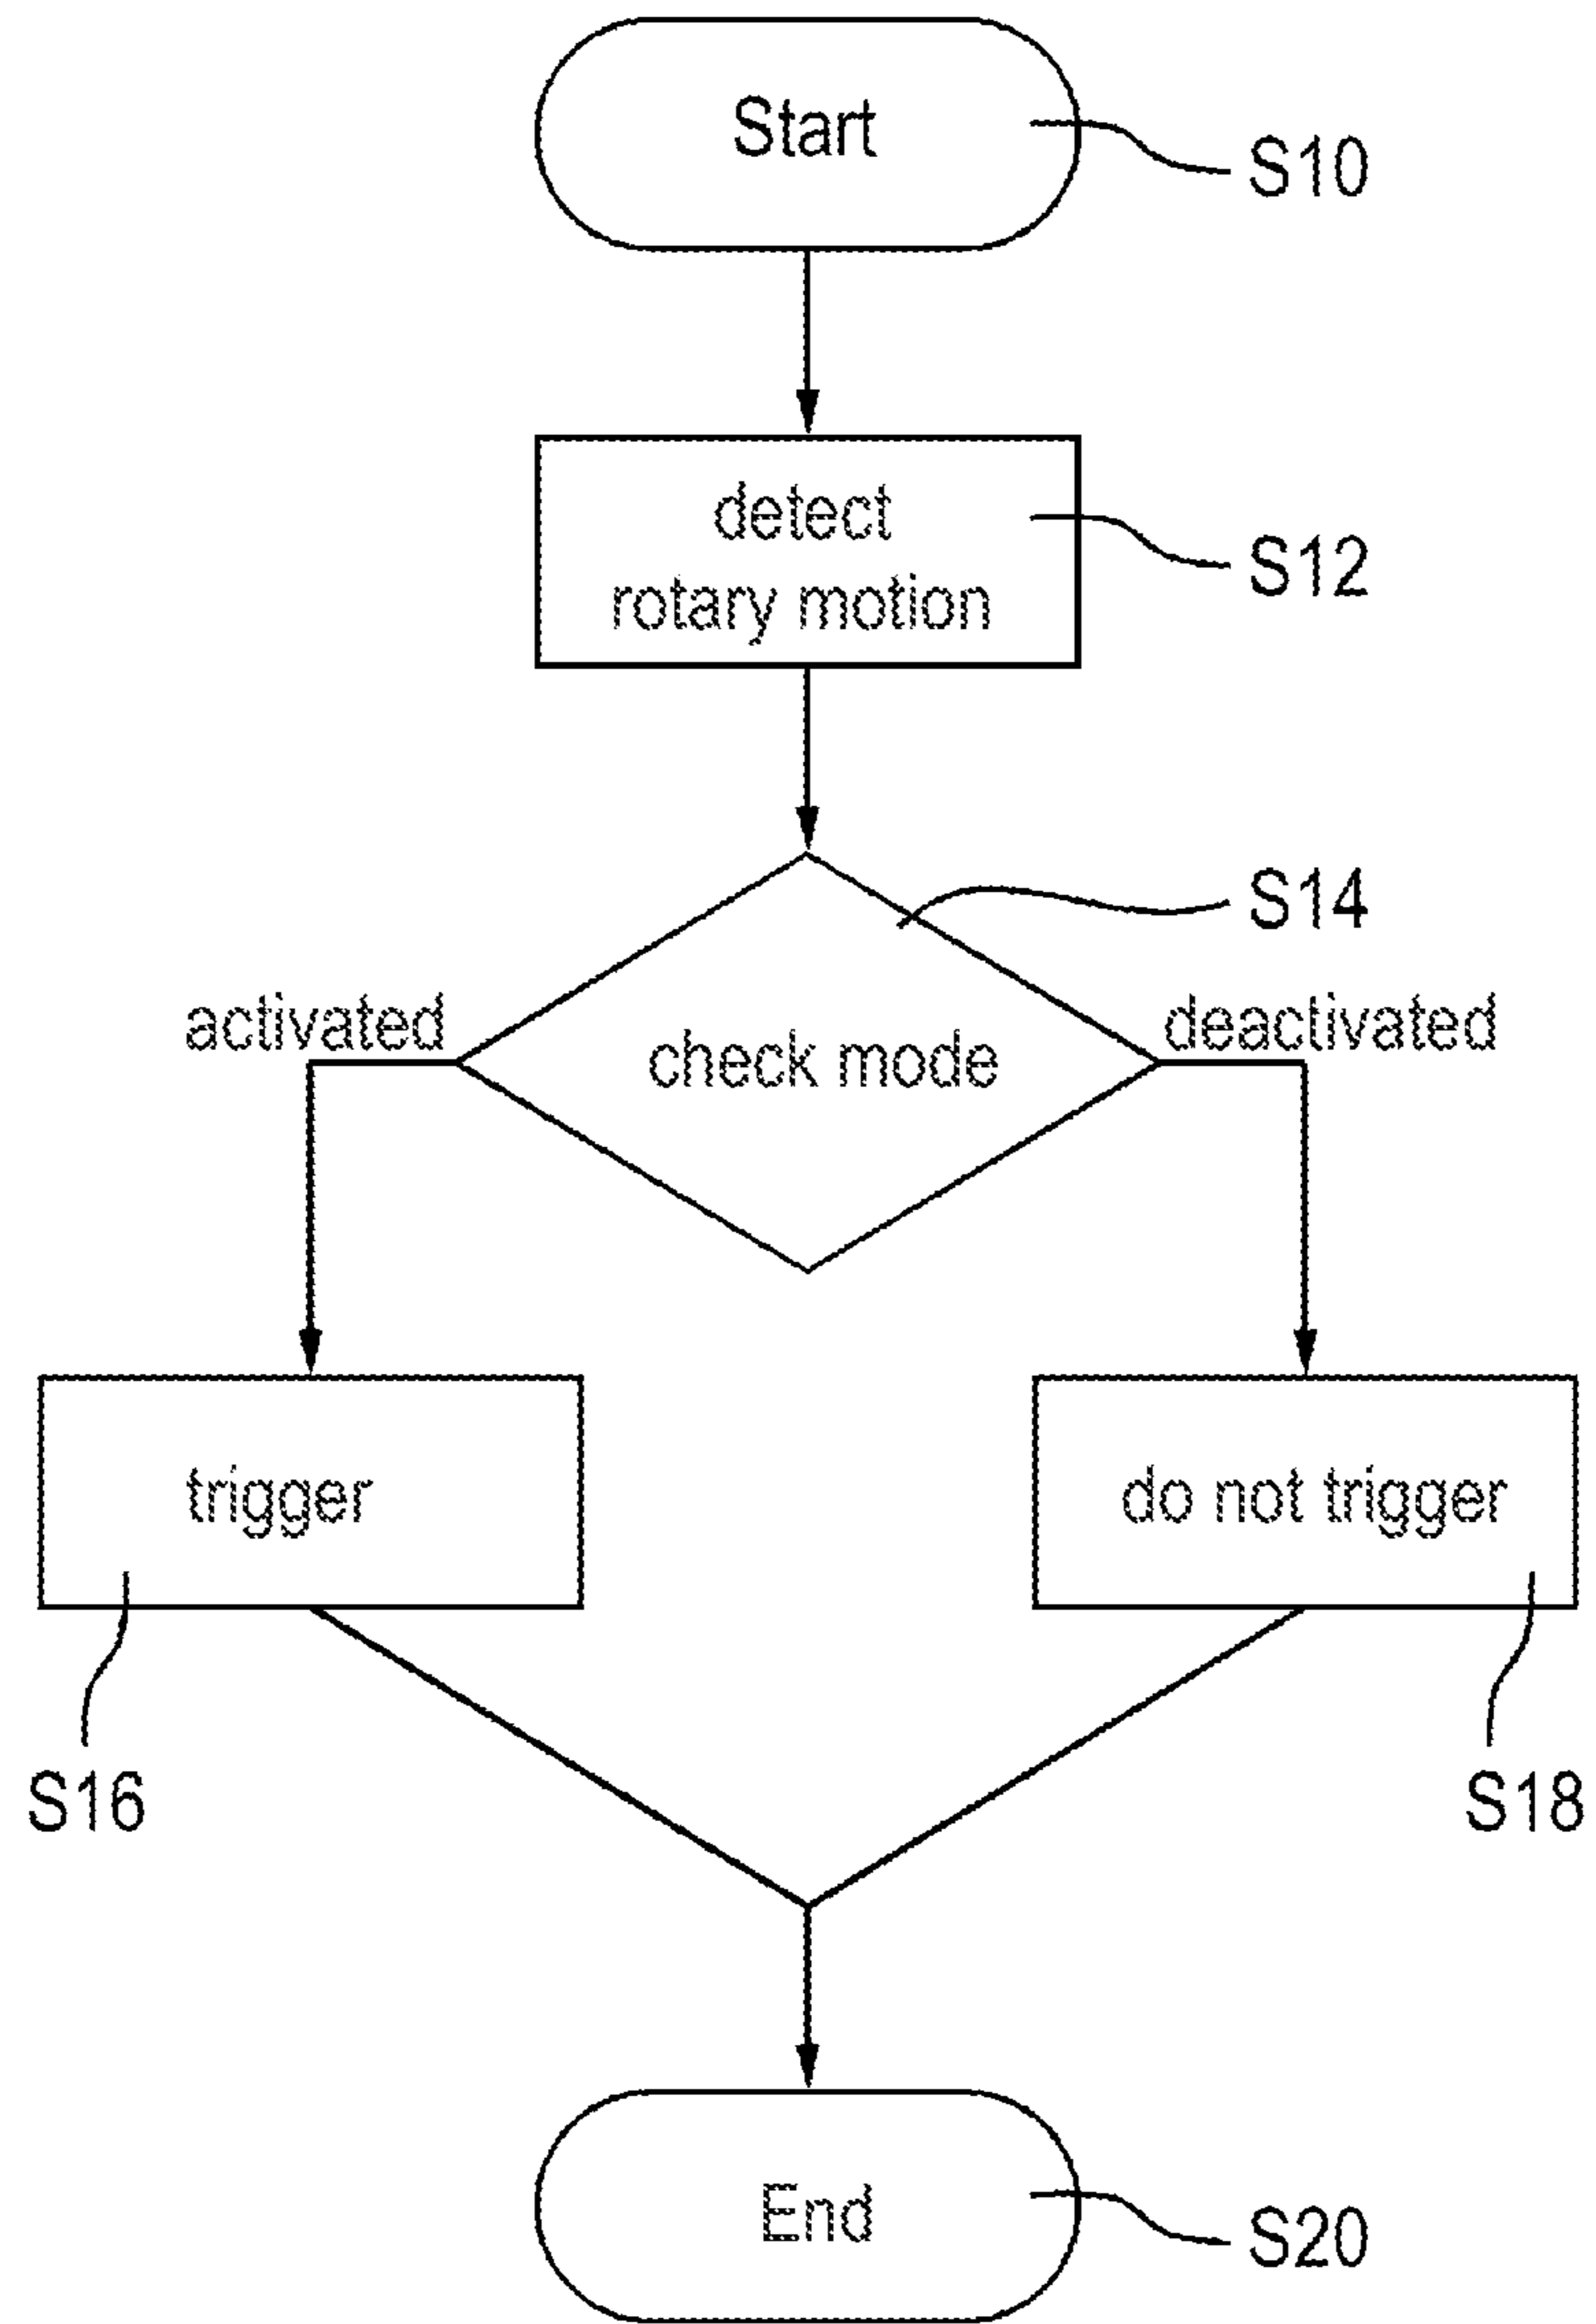 Start
S10
detect
rotary motion
S12
S14
activated
check mode
deactivated
trigger
do not trigger
S16
S18
End
S20